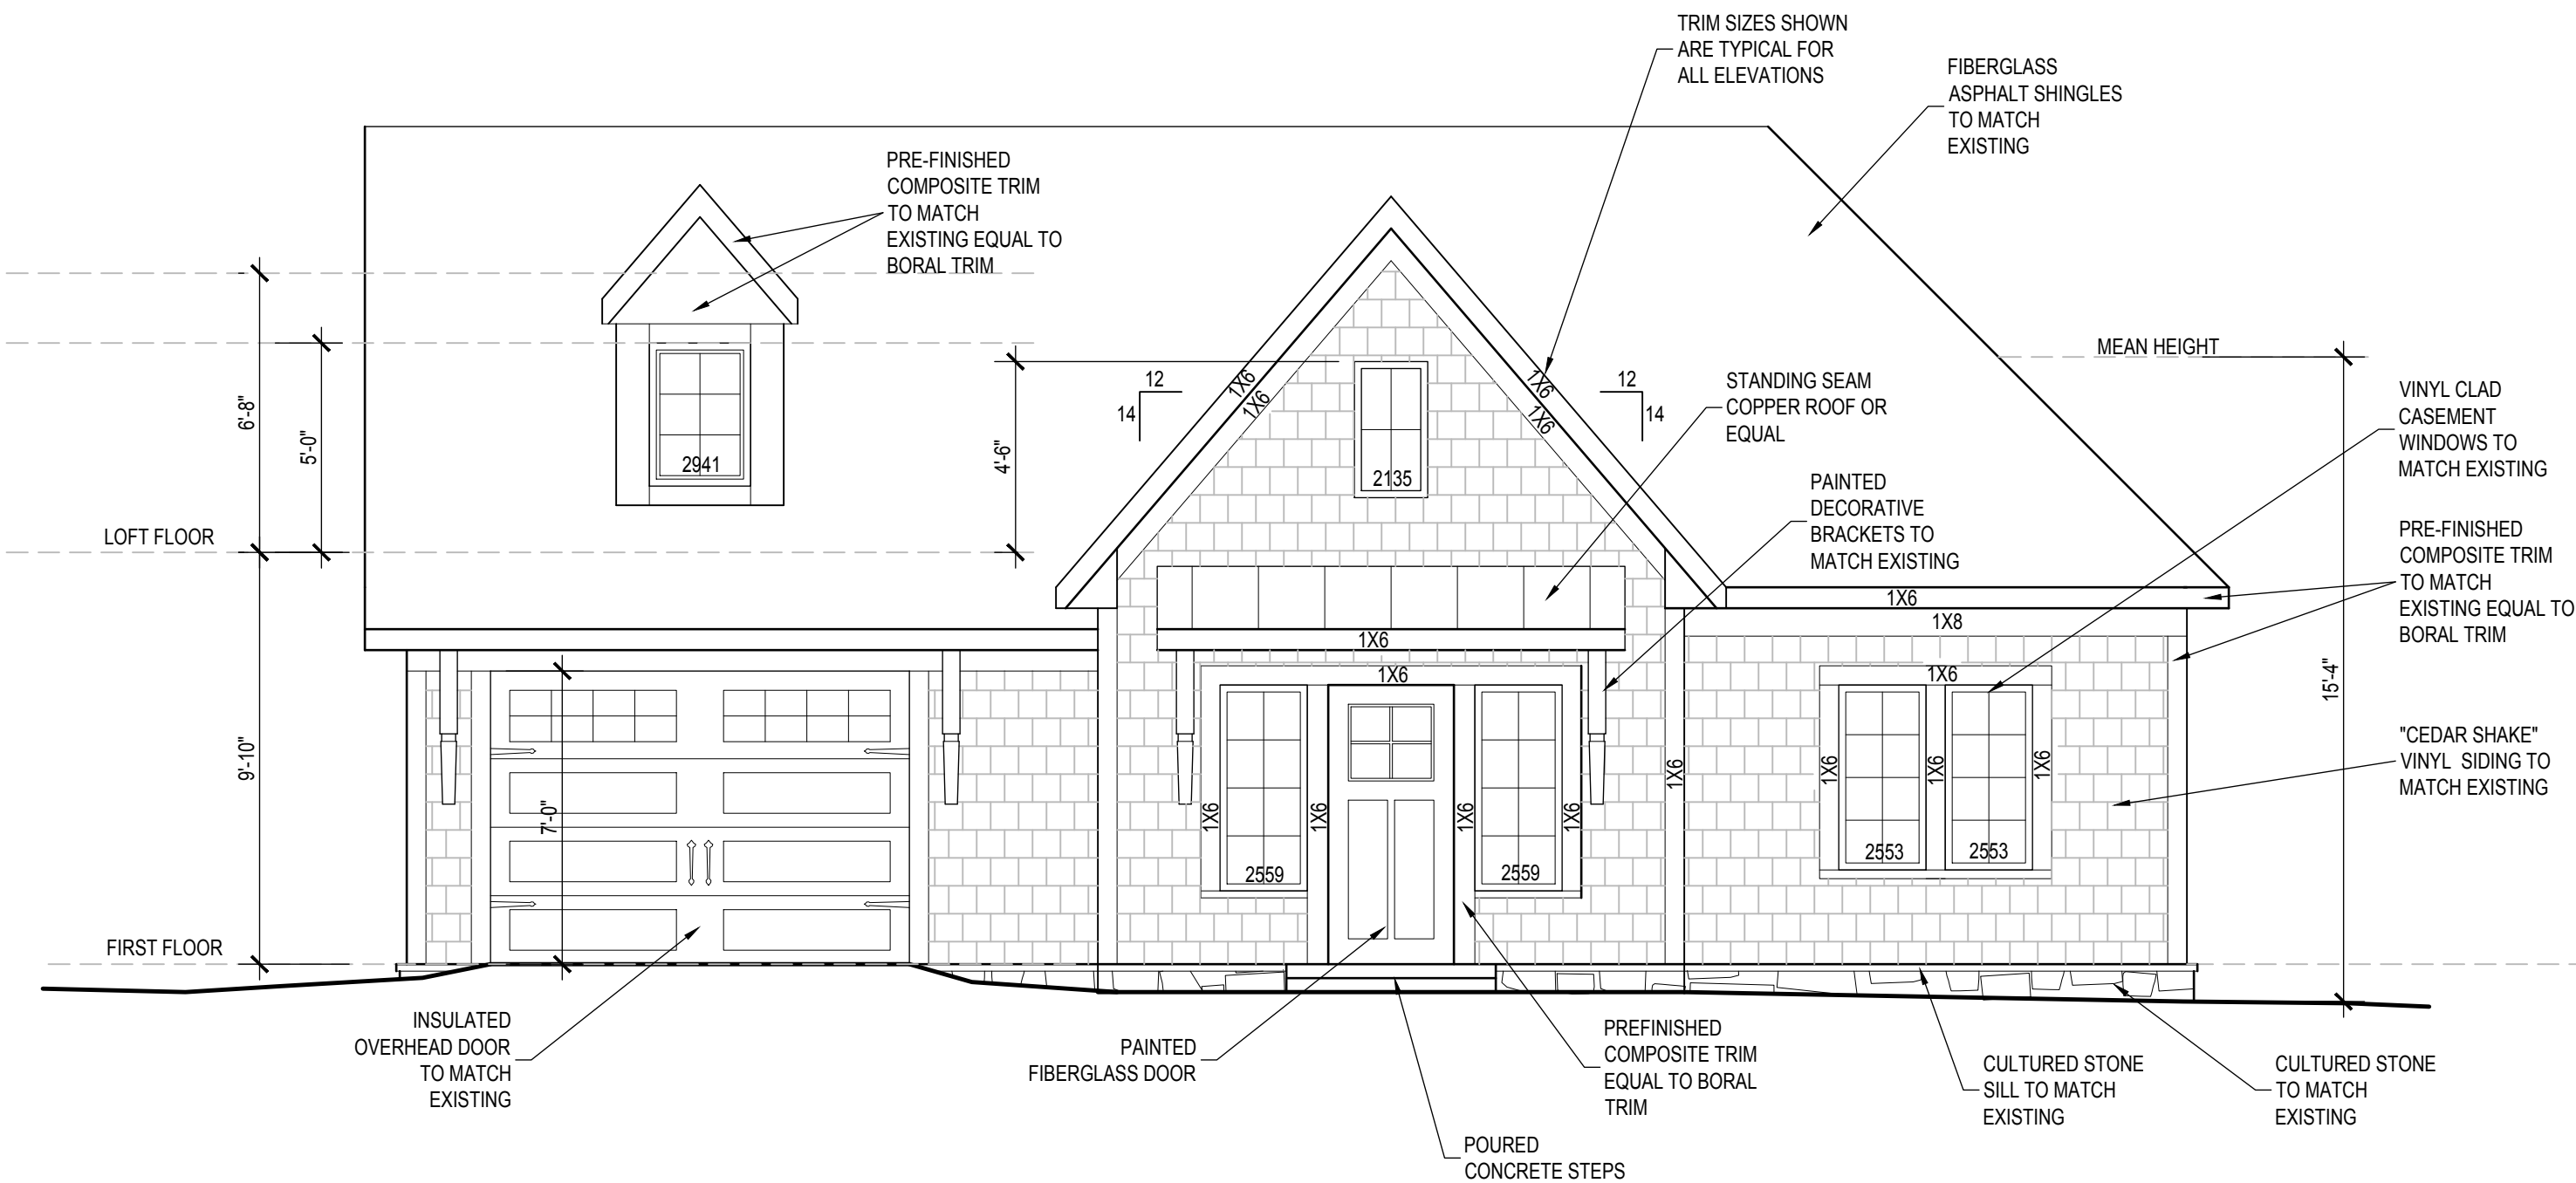 TRIM SIZES SHOWN
ARE TYPICAL FOR
ALL ELEVATIONS
FIBERGLASS
ASPHALT SHINGLES
TO MATCH
EXISTING
PRE-FINISHED
COMPOSITE TRIM
TO MATCH
EXISTING EQUAL TO
BORAL TRIM
MEAN HEIGHT
12
14
12
14
1X6
1X6
1X6
1X6
STANDING SEAM
COPPER ROOF OR
EQUAL
VINYL CLAD
CASEMENT
WINDOWS TO
MATCH EXISTING
6'-8"
5'-0"
4'-6"
2941
2135
PAINTED
DECORATIVE
BRACKETS TO
MATCH EXISTING
LOFT FLOOR
PRE-FINISHED
COMPOSITE TRIM
TO MATCH
EXISTING EQUAL TO
BORAL TRIM
1X6
1X8
1X6
1X6
1X6
15'-4"
9'-10"
7'-0"
1X6
1X6
1X6
1X6
1X6
1X6
1X6
1X6
"CEDAR SHAKE"
VINYL SIDING TO
MATCH EXISTING
2559
2559
2553
2553
FIRST FLOOR
INSULATED
OVERHEAD DOOR
TO MATCH
EXISTING
PAINTED
FIBERGLASS DOOR
PREFINISHED
COMPOSITE TRIM
EQUAL TO BORAL
TRIM
CULTURED STONE
SILL TO MATCH
EXISTING
CULTURED STONE
TO MATCH
EXISTING
POURED
CONCRETE STEPS